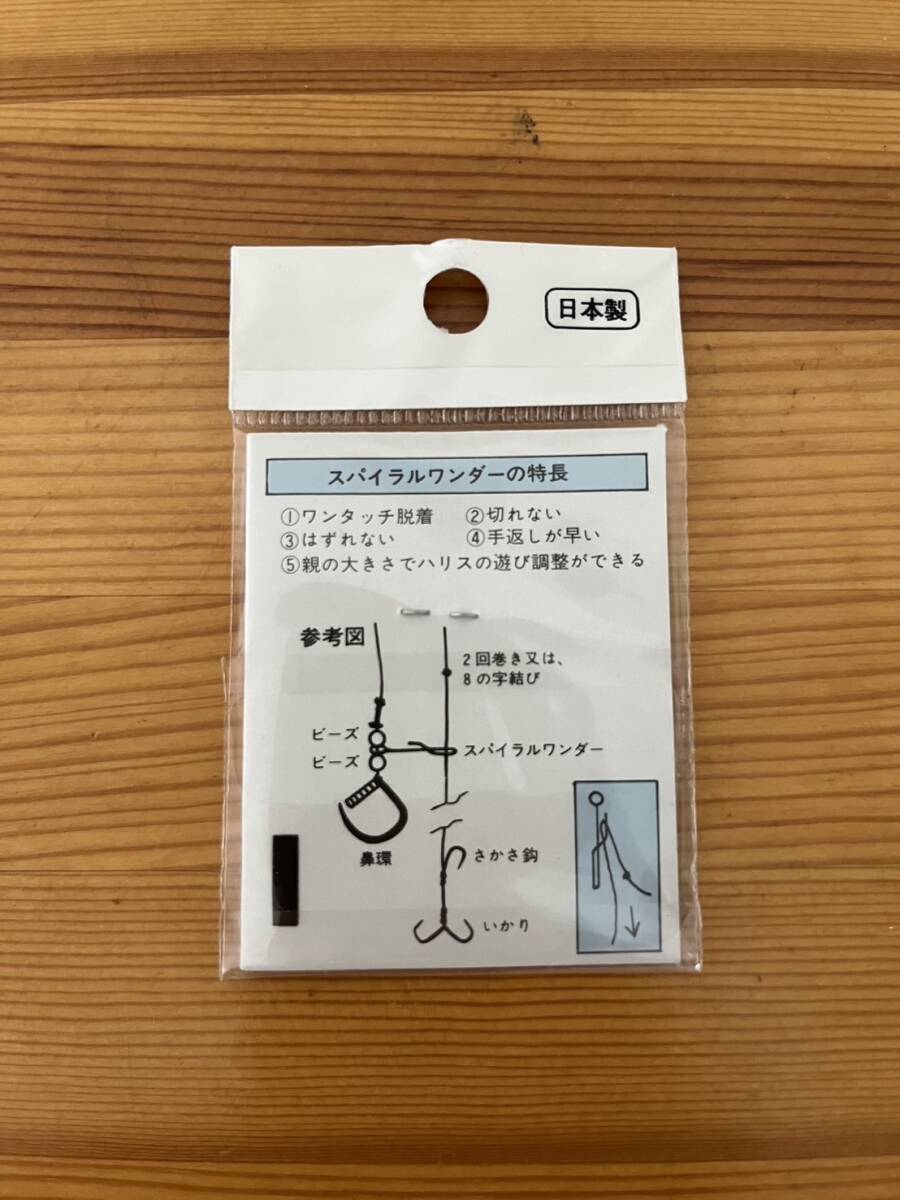 日本製
スパイラルワンダーの特長
①ワンタッチ脱着 ②切れない
③はずれない ④手返しが早い
⑤親の大きさでハリスの遊び調整ができる
参考図
2回巻き又は、
8の字結び
ビーズ
スパイラルワンダー
ビーズ
鼻環
さかさ鈎
いかり